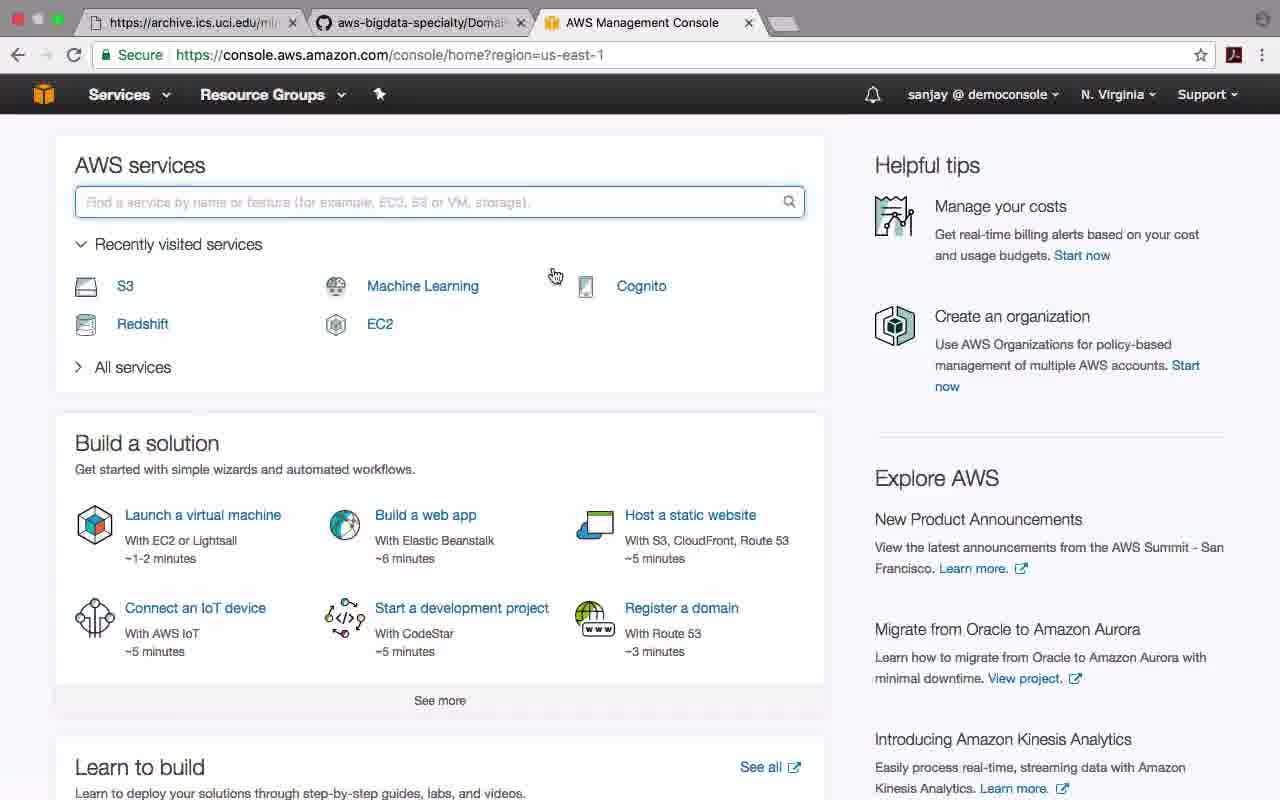 https://archive.ics.uci.edu/ml
aws-bigdata-specialty/Domai
AWS Management Console
Secure https://console.aws.amazon.com/console/home?region=us-east-1
Services Resource Groups sanjay @ democonsole N. Virginia Support
AWS services
Find a service by name or feature (for example, EC2, S3 or VM, storage).
Recently visited services
S3 Machine Learning Cognito
Redshift EC2
All services
Build a solution
Get started with simple wizards and automated workflows.
Launch a virtual machine
With EC2 or Lightsail
~1-2 minutes
Build a web app
With Elastic Beanstalk
~6 minutes
Host a static website
With S3, CloudFront, Route 53
~5 minutes
Connect an IoT device
With AWS IoT
~5 minutes
Start a development project
With CodeStar
~5 minutes
Register a domain
With Route 53
~3 minutes
www
See more
Learn to build
See all
Learn to deploy your solutions through step-by-step guides, labs, and videos.
Helpful tips
Manage your costs
Get real-time billing alerts based on your cost
and usage budgets. Start now
Create an organization
Use AWS Organizations for policy-based
management of multiple AWS accounts. Start
now
Explore AWS
New Product Announcements
View the latest announcements from the AWS Summit - San
Francisco. Learn more.
Migrate from Oracle to Amazon Aurora
Learn how to migrate from Oracle to Amazon Aurora with
minimal downtime. View project.
Introducing Amazon Kinesis Analytics
Easily process real-time, streaming data with Amazon
Kinesis Analytics. Learn more.